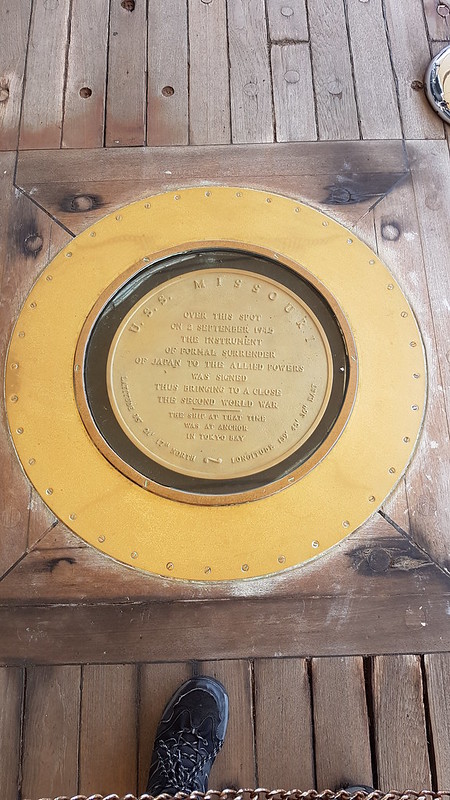 U.S.S. MISSOURI
OVER THIS SPOT
ON 2 SEPTEMBER 1945
THE INSTRUMENT
OF FORMAL SURRENDER
OF JAPAN TO THE ALLIED POWERS
WAS SIGNED
THUS BRINGING TO A CLOSE
THE SECOND WORLD WAR
THE SHIP AT THAT TIME
WAS AT ANCHOR
IN TOKYO BAY
LATITUDE 35° 21' 17" NORTH LONGITUDE 139° 45' 36" EAST